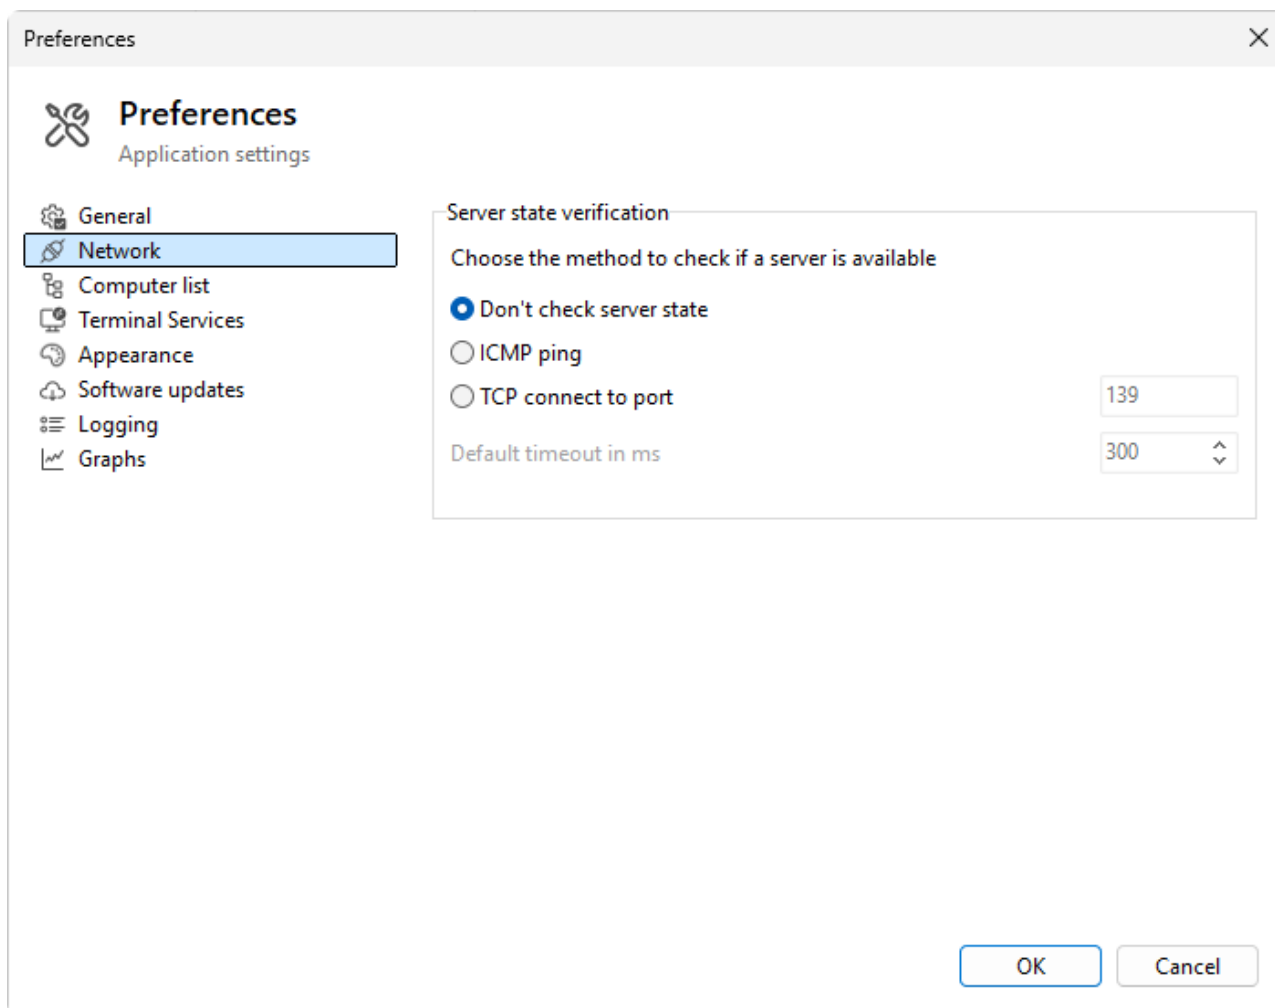 Preferences
Preferences
Application settings
General
Network
Computer list
Terminal Services
Appearance
Software updates
Logging
Graphs
Server state verification
Choose the method to check if a server is available
Don't check server state
ICMP ping
TCP connect to port 139
Default timeout in ms 300
OK Cancel